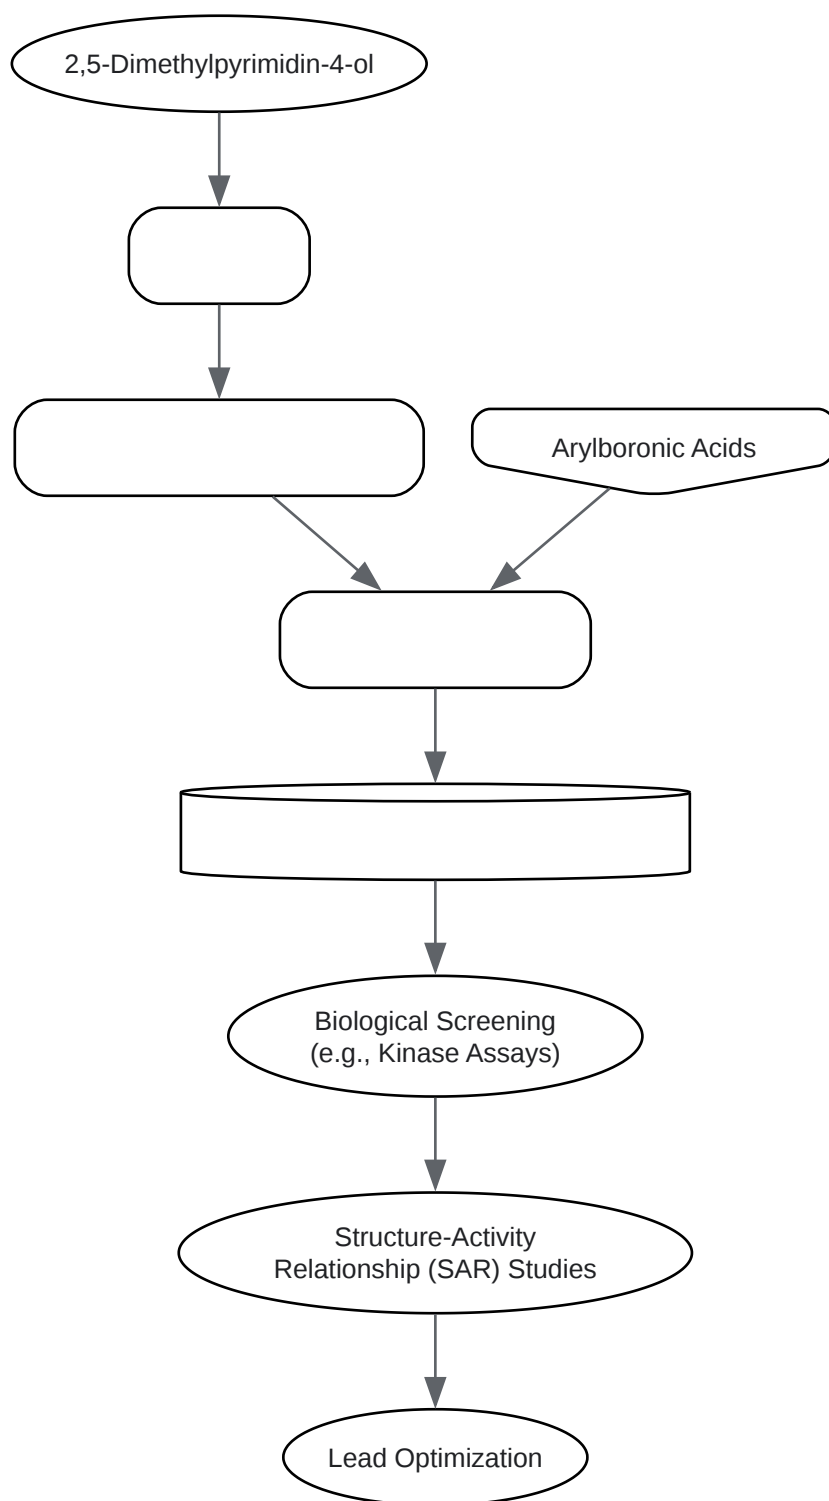 2,5-Dimethylpyrimidin-4-ol
Arylboronic Acids
Biological Screening
(e.g., Kinase Assays)
Structure-Activity
Relationship (SAR) Studies
Lead Optimization